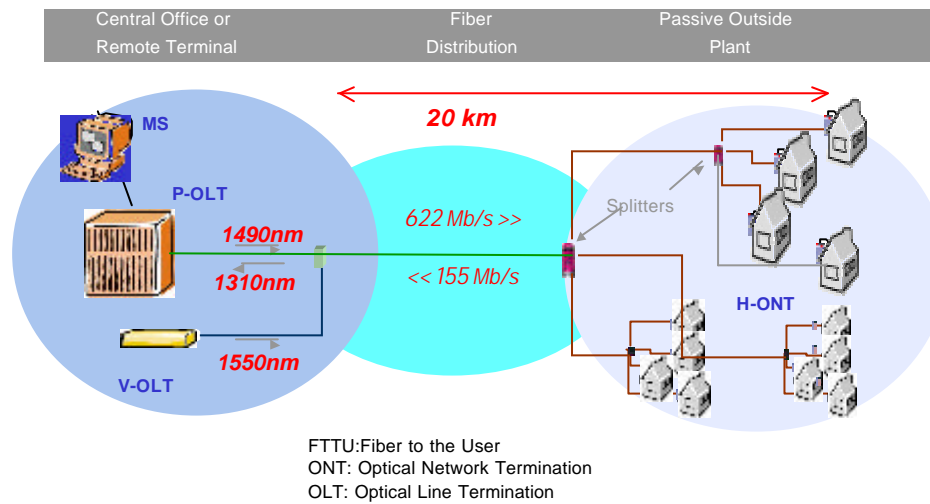 Central Office or
Remote Terminal
Fiber
Distribution
Passive Outside
Plant
20 km
MS
P-OLT
1490nm
1310nm
622 Mb/s >>
<< 155 Mb/s
Splitters
H-ONT
1550nm
V-OLT
FTTU:Fiber to the User
ONT: Optical Network Termination
OLT: Optical Line Termination